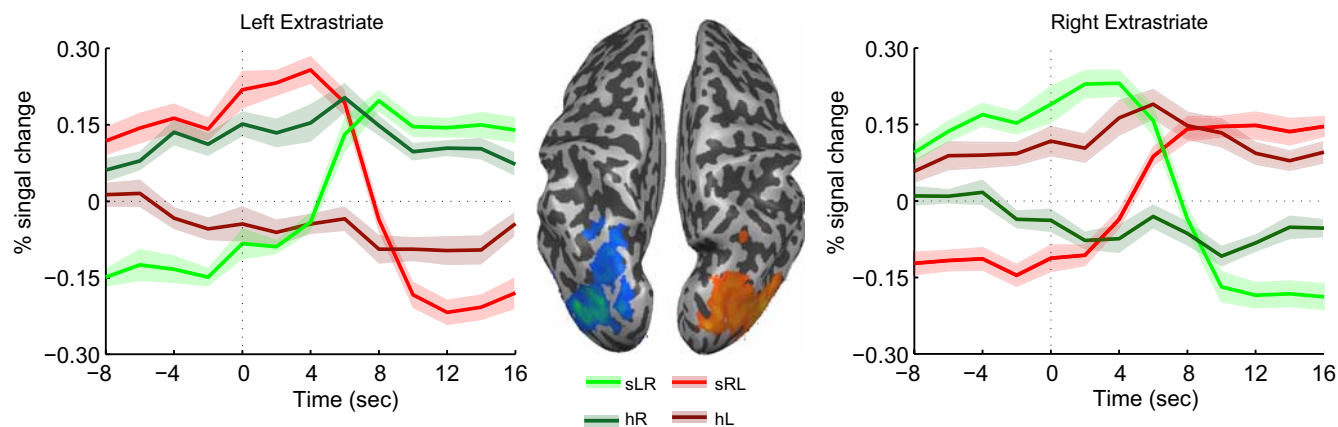 Left Extrastriate
Right Extrastriate
% singal change
0.30
0.15
0
−0.15
−0.30
−8 −4 0 4 8 12 16
Time (sec)
sLR sRL
hR hL
% signal change
0.30
0.15
0
−0.15
−0.30
−8 −4 0 4 8 12 16
Time (sec)